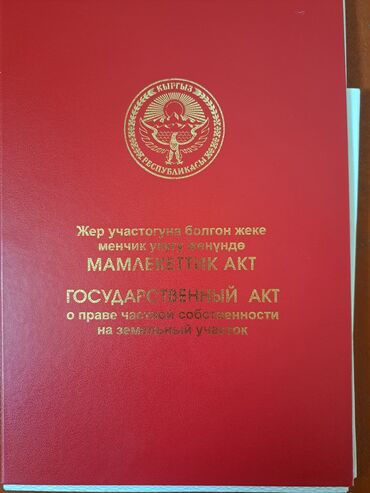 КЫРГЫЗ
РЕСПУБЛИКАСЫ
Жер участогуна болгон жеке
менчик укугу жөнүндө
МАМЛЕКЕТТИК АКТ
ГОСУДАРСТВЕННЫЙ АКТ
о праве частной собственности
на земельный участок